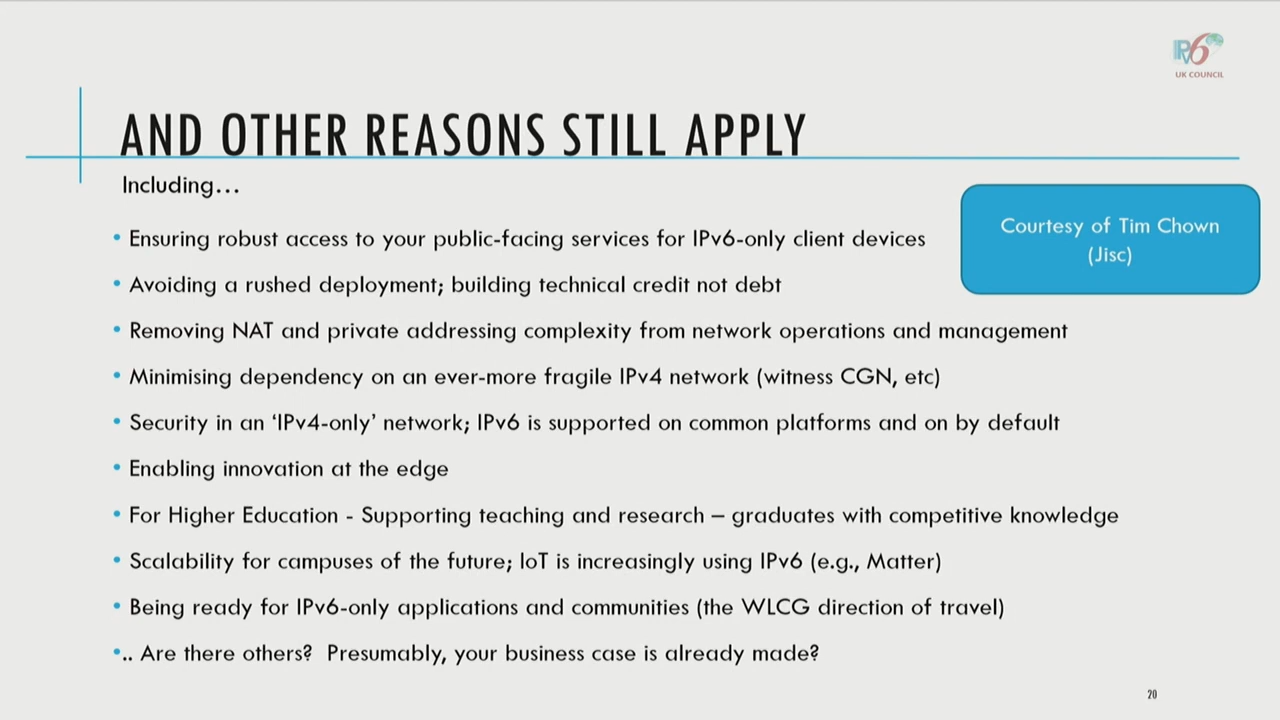 IPv6
UK COUNCIL
AND OTHER REASONS STILL APPLY
Including…
Courtesy of Tim Chown
(Jisc)
• Ensuring robust access to your public-facing services for IPv6-only client devices
• Avoiding a rushed deployment; building technical credit not debt
• Removing NAT and private addressing complexity from network operations and management
• Minimising dependency on an ever-more fragile IPv4 network (witness CGN, etc)
• Security in an ‘IPv4-only’ network; IPv6 is supported on common platforms and on by default
• Enabling innovation at the edge
• For Higher Education - Supporting teaching and research – graduates with competitive knowledge
• Scalability for campuses of the future; IoT is increasingly using IPv6 (e.g., Matter)
• Being ready for IPv6-only applications and communities (the WLCG direction of travel)
•.. Are there others?  Presumably, your business case is already made?
20